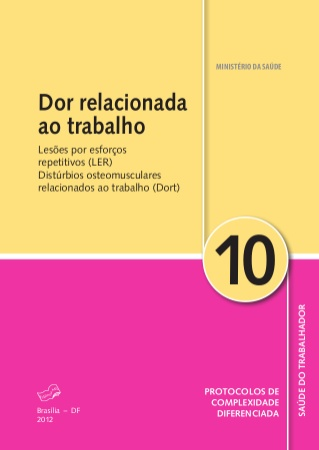 MINISTÉRIO DA SAÚDE
Dor relacionada
ao trabalho
Lesões por esforços
repetitivos (LER)
Distúrbios osteomusculares
relacionados ao trabalho (Dort)
10
SAÚDE DO TRABALHADOR
PROTOCOLOS DE
COMPLEXIDADE
DIFERENCIADA
Brasília – DF
2012